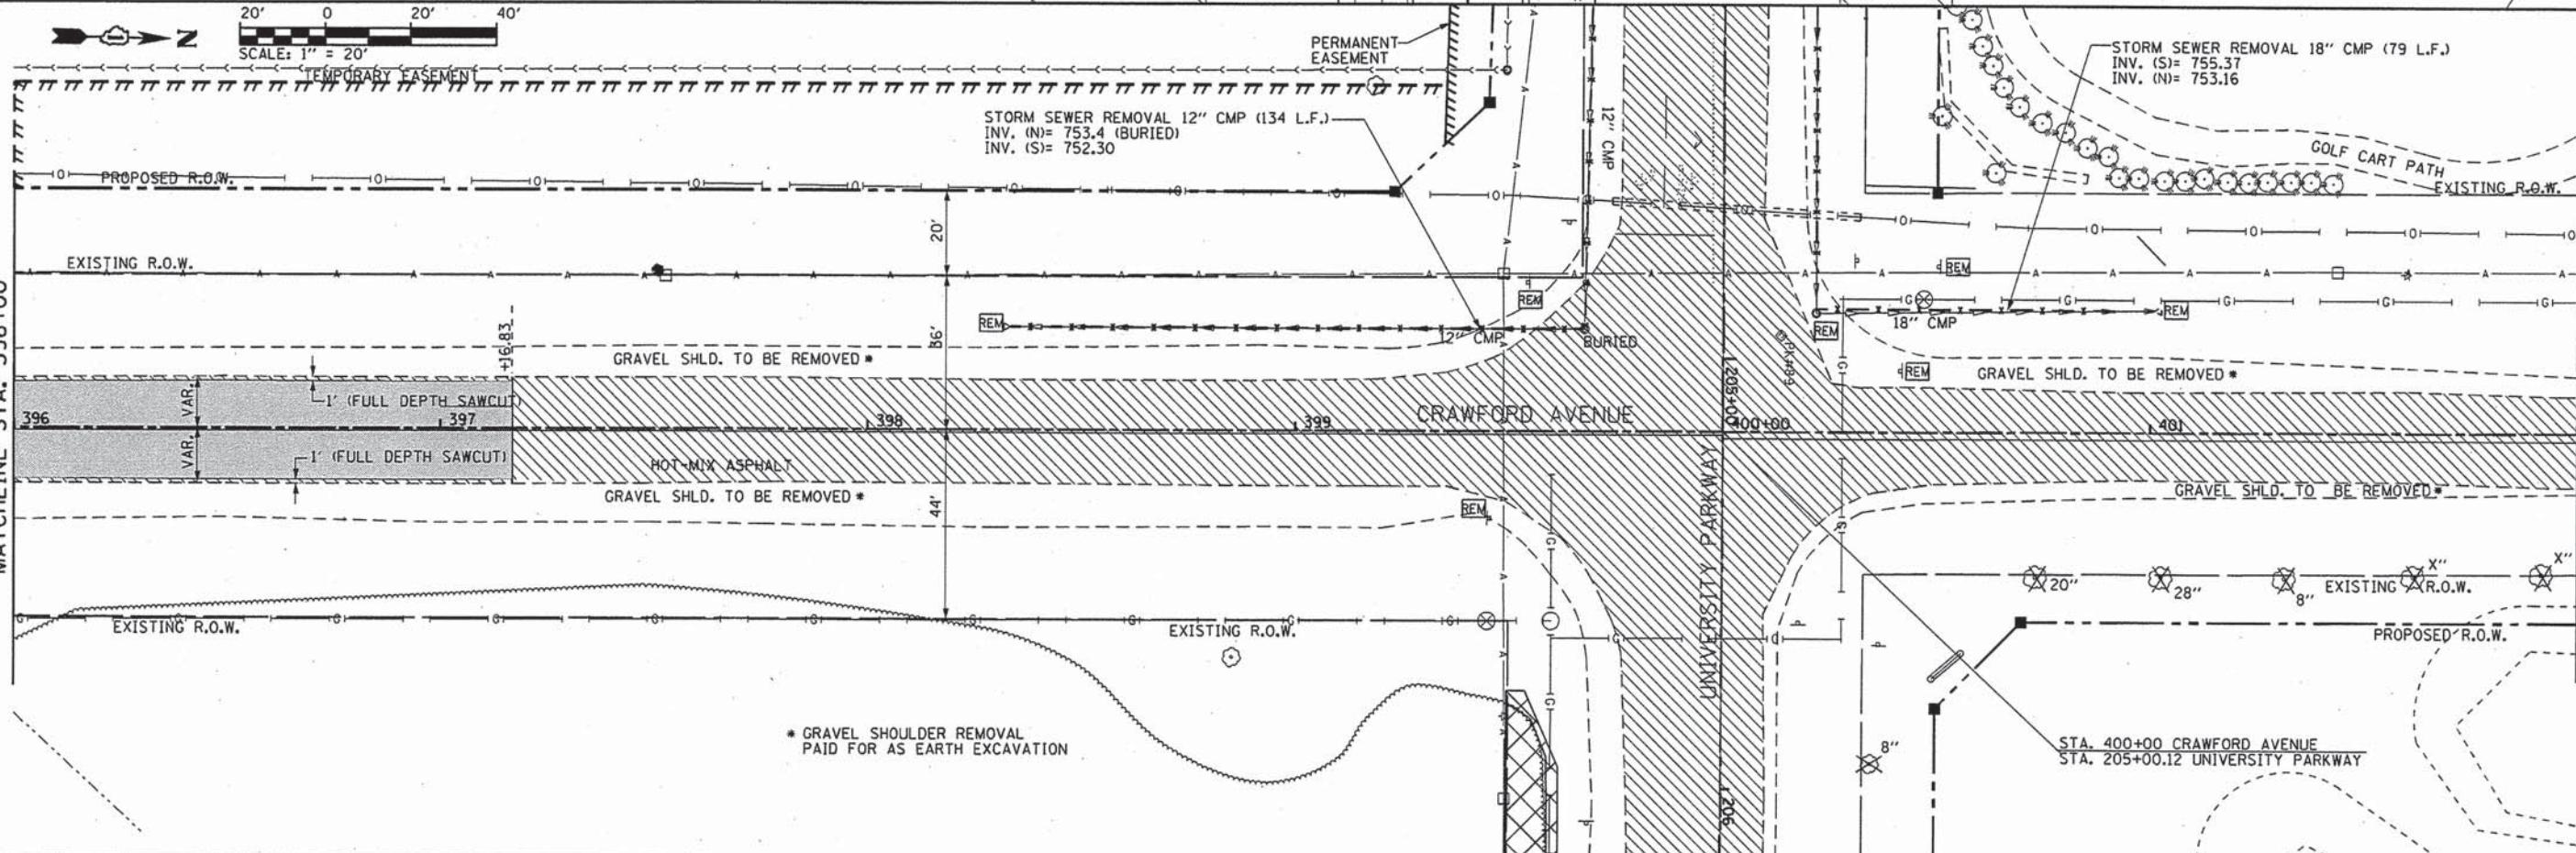 20' 0 20' 40'
N
SCALE: 1" = 20'
TEMPORARY EASEMENT
PERMANENT
EASEMENT
STORM SEWER REMOVAL 12" CMP (134 L.F.)
INV. (N)= 753.4 (BURIED)
INV. (S)= 752.30
12" CMP
STORM SEWER REMOVAL 18" CMP (79 L.F.)
INV. (S)= 755.37
INV. (N)= 753.16
GOLF CART PATH
EXISTING R.O.W.
PROPOSED R.O.W.
20'
EXISTING R.O.W.
REM
REM
REM
12" CMP
BURIED
REM
18" CMP
REM
36'
+16.83
GRAVEL SHLD. TO BE REMOVED *
PK#89
REM
GRAVEL SHLD. TO BE REMOVED *
VAR.
1' (FULL DEPTH SAWCUT)
396
397
398
399
CRAWFORD AVENUE
205+00
400+00
401
VAR.
1' (FULL DEPTH SAWCUT)
HOT-MIX ASPHALT
GRAVEL SHLD. TO BE REMOVED *
44'
REM
UNIVERSITY PARKWAY
GRAVEL SHLD. TO BE REMOVED *
20"
28"
8"
X"
X"
EXISTING R.O.W.
EXISTING R.O.W.
EXISTING R.O.W.
PROPOSED R.O.W.
* GRAVEL SHOULDER REMOVAL
PAID FOR AS EARTH EXCAVATION
8"
STA. 400+00 CRAWFORD AVENUE
STA. 205+00.12 UNIVERSITY PARKWAY
206